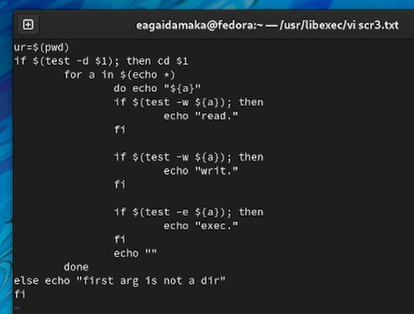 eagaidamaka@fedora:~ — /usr/libexec/vi scr3.txt
ur=$(pwd)
if $(test -d $1); then cd $1
for a in $(echo *)
do echo "${a}"
if $(test -w ${a}); then
echo "read."
fi
if $(test -w ${a}); then
echo "writ."
fi
if $(test -e ${a}); then
echo "exec."
fi
echo ""
done
else echo "first arg is not a dir"
fi
~